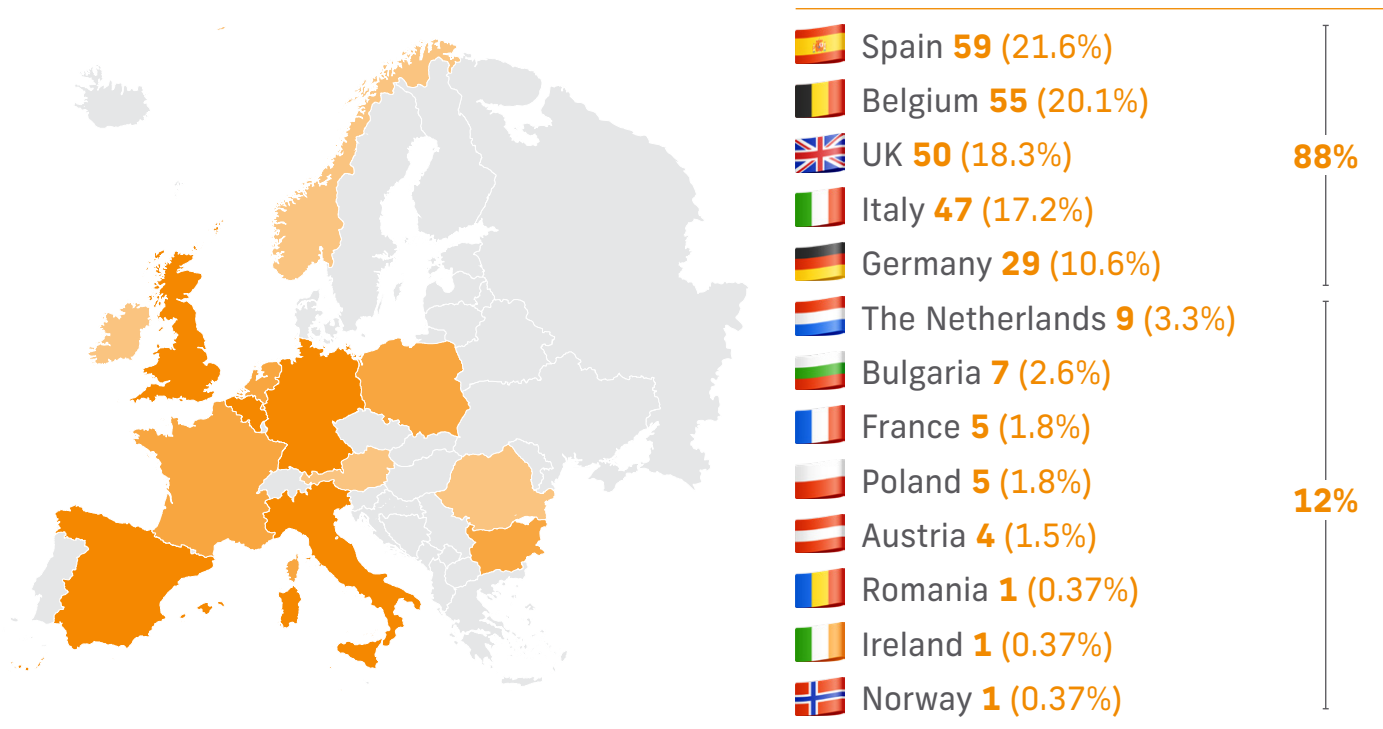 Spain 59 (21.6%)
Belgium 55 (20.1%)
UK 50 (18.3%)
88%
Italy 47 (17.2%)
Germany 29 (10.6%)
The Netherlands 9 (3.3%)
Bulgaria 7 (2.6%)
France 5 (1.8%)
Poland 5 (1.8%)
12%
Austria 4 (1.5%)
Romania 1 (0.37%)
Ireland 1 (0.37%)
Norway 1 (0.37%)